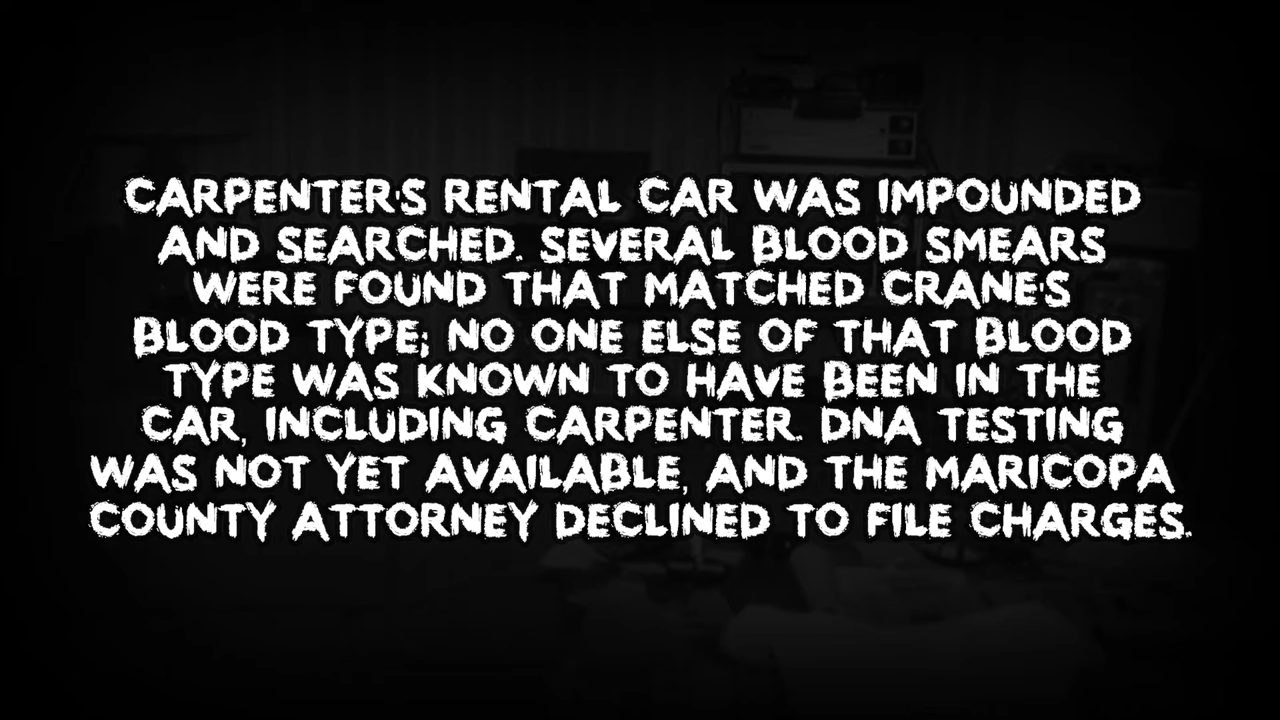 CARPENTER'S RENTAL CAR WAS IMPOUNDED
AND SEARCHED. SEVERAL BLOOD SMEARS
WERE FOUND THAT MATCHED CRANE'S
BLOOD TYPE; NO ONE ELSE OF THAT BLOOD
TYPE WAS KNOWN TO HAVE BEEN IN THE
CAR, INCLUDING CARPENTER. DNA TESTING
WAS NOT YET AVAILABLE, AND THE MARICOPA
COUNTY ATTORNEY DECLINED TO FILE CHARGES.